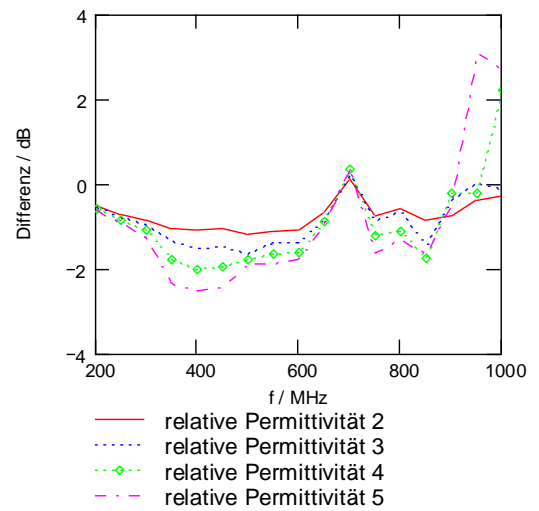 4
2
0
−2
−4
Differenz / dB
200
400
600
800
1000
f / MHz
relative Permittivität 2
relative Permittivität 3
relative Permittivität 4
relative Permittivität 5